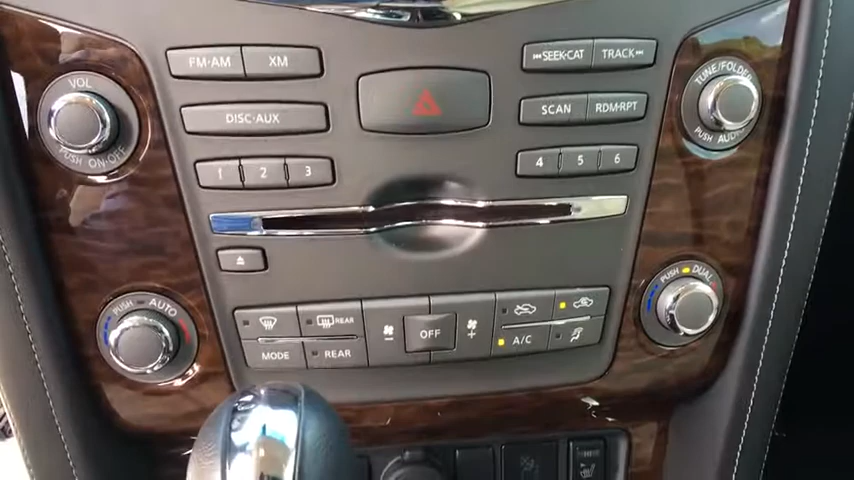 FM·AM XM
SEEK·CAT TRACK
VOL
PUSH ON·OFF
DISC·AUX
SCAN RDM·RPT
TUNE/FOLDER
PUSH AUDIO
1 2 3
4 5 6
PUSH AUTO
REAR
MODE
REAR
OFF
A/C
PUSH DUAL